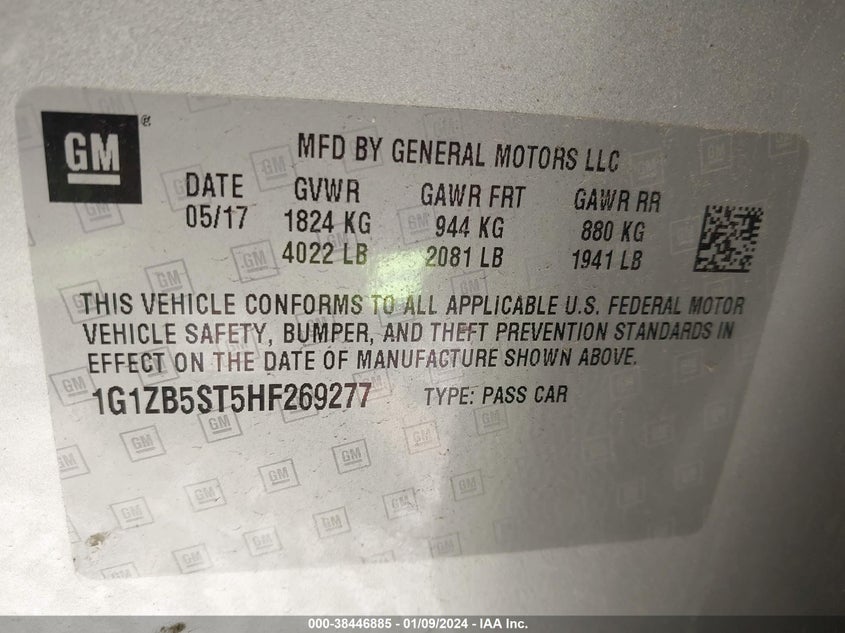 GM ®
MFD BY GENERAL MOTORS LLC
DATE GVWR GAWR FRT GAWR RR
05/17 1824 KG 944 KG 880 KG
4022 LB 2081 LB 1941 LB
THIS VEHICLE CONFORMS TO ALL APPLICABLE U.S. FEDERAL MOTOR
VEHICLE SAFETY, BUMPER, AND THEFT PREVENTION STANDARDS IN
EFFECT ON THE DATE OF MANUFACTURE SHOWN ABOVE.
1G1ZB5ST5HF269277 TYPE: PASS CAR
000-38446885 - 01/09/2024 - IAA Inc.